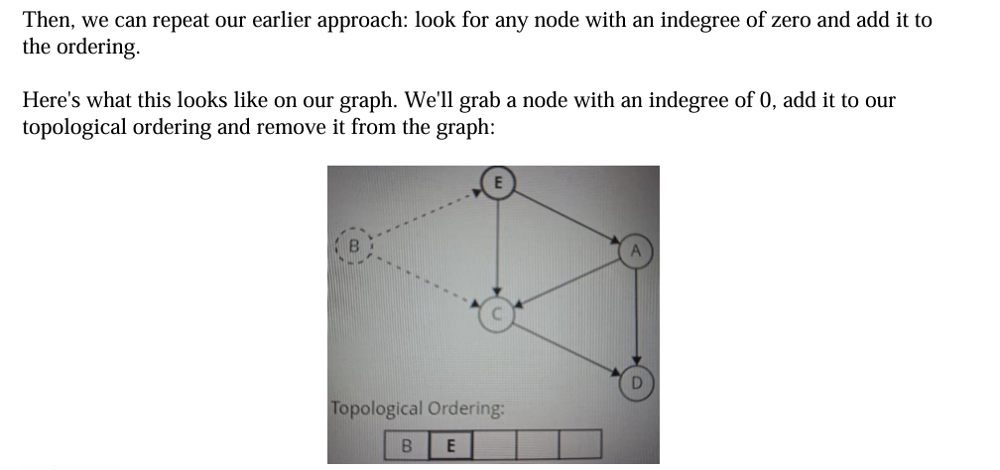 Then, we can repeat our earlier approach: look for any node with an indegree of zero and add it to
the ordering.
Here's what this looks like on our graph. We'll grab a node with an indegree of 0, add it to our
topological ordering and remove it from the graph:
E
B
A
C
D
Topological Ordering:
B E